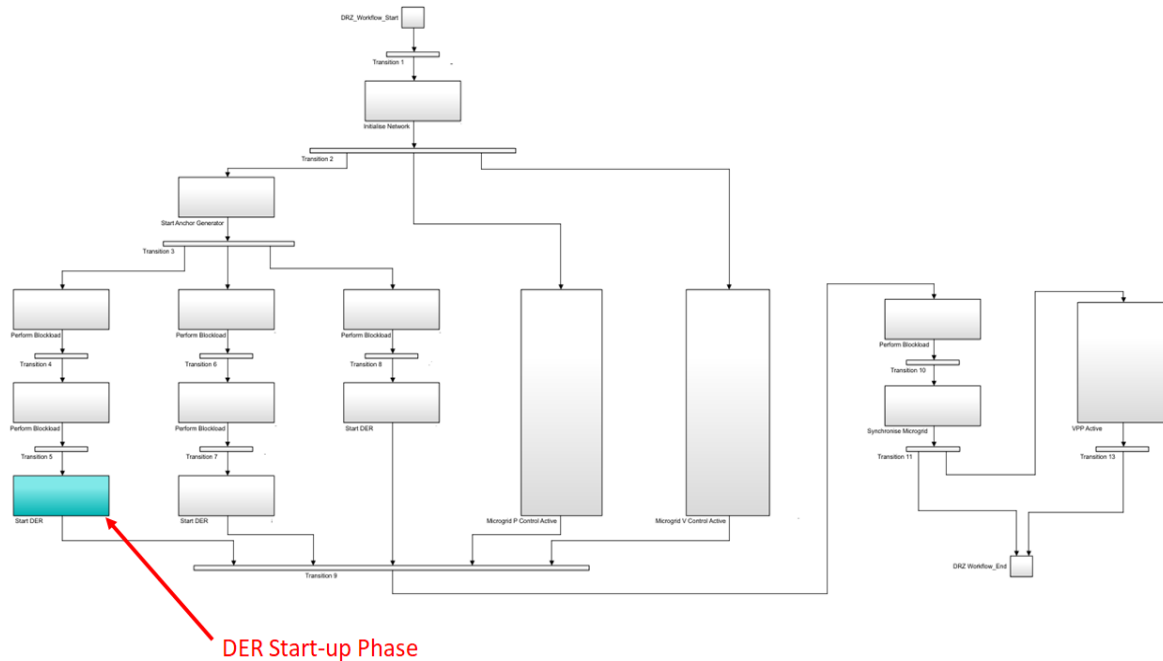 DRZ_Workflow_Start
Transition 1
Initialise Network
Transition 2
Start Anchor Generator
Transition 3
Perform Blockload
Perform Blockload
Perform Blockload
Perform Blockload
Transition 4
Transition 6
Transition 8
Transition 10
Perform Blockload
Perform Blockload
Start DER
Synchronise Microgrid
VPP Active
Transition 5
Transition 7
Transition 11
Transition 13
Start DER
Start DER
Microgrid P Control Active
Microgrid V Control Active
Transition 9
DRZ Workflow_End
DER Start-up Phase